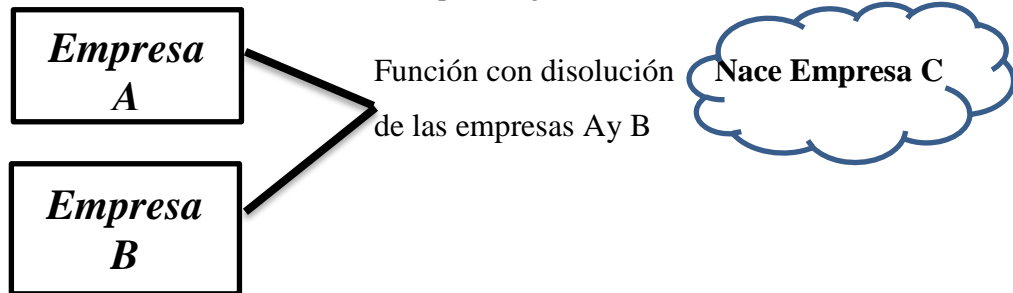 Empresa
A
Función con disolución
de las empresas Ay B
Nace Empresa C
Empresa
B